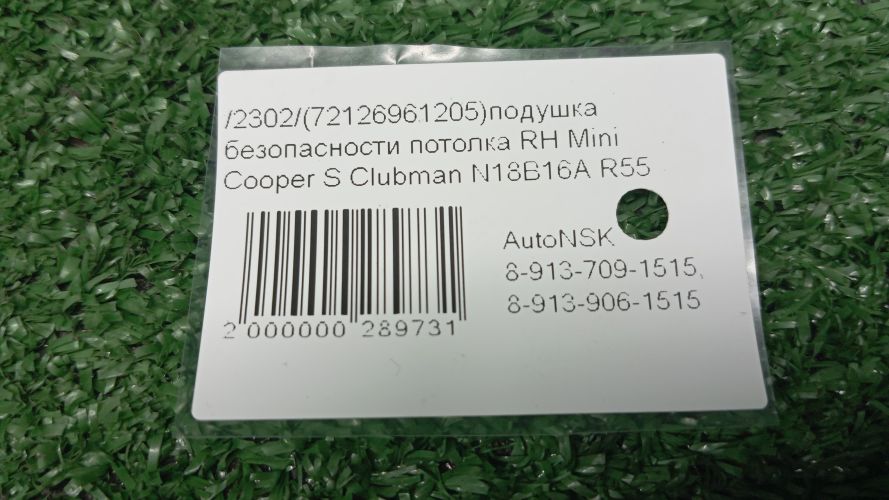 /2302/(72126961205)подушка
безопасности потолка RH Mini
Cooper S Clubman N18B16A R55
AutoNSK
8-913-709-1515,
8-913-906-1515
2 000000 289731